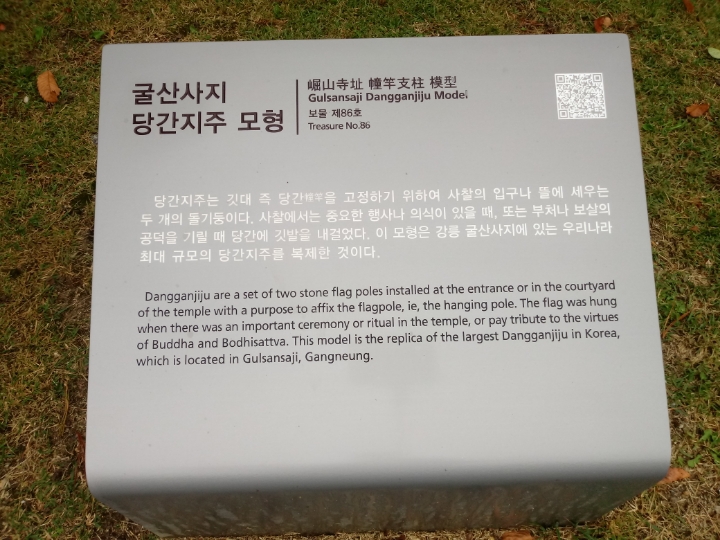 굴산사지
당간지주 모형
崛山寺址 幢竿支柱 模型
Gulsansaji Dangganjiju Model
보물 제86호
Treasure No.86
당간지주는 깃대 즉 당간幢竿을 고정하기 위하여 사찰의 입구나 뜰에 세우는
두 개의 돌기둥이다. 사찰에서는 중요한 행사나 의식이 있을 때, 또는 부처나 보살의
공덕을 기릴 때 당간에 깃발을 내걸었다. 이 모형은 강릉 굴산사지에 있는 우리나라
최대 규모의 당간지주를 복제한 것이다.
Dangganjiju are a set of two stone flag poles installed at the entrance or in the courtyard
of the temple with a purpose to affix the flagpole, ie, the hanging pole. The flag was hung
when there was an important ceremony or ritual in the temple, or pay tribute to the virtues
of Buddha and Bodhisattva. This model is the replica of the largest Dangganjiju in Korea,
which is located in Gulsansaji, Gangneung.